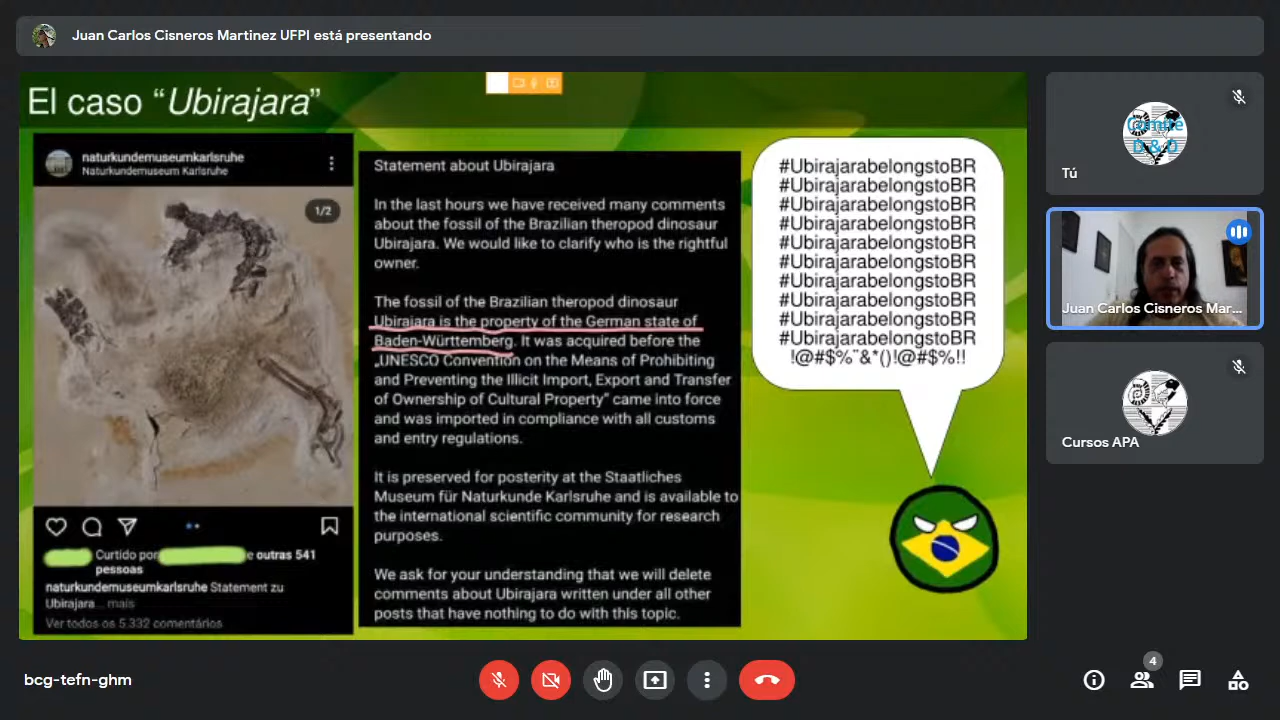 Juan Carlos Cisneros Martinez UFPI está presentando
El caso “Ubirajara”
naturkundemuseumkarlsruhe
Naturkundemuseum Karlsruhe
1/2
Curtido por e outras 541
pessoas
naturkundemuseumkarlsruhe Statement zu
Ubirajara... mais
Ver todos os 5.332 comentários
Statement about Ubirajara
In the last hours we have received many comments
about the fossil of the Brazilian theropod dinosaur
Ubirajara. We would like to clarify who is the rightful
owner.
The fossil of the Brazilian theropod dinosaur
Ubirajara is the property of the German state of
Baden-Württemberg. It was acquired before the
„UNESCO Convention on the Means of Prohibiting
and Preventing the Illicit Import, Export and Transfer
of Ownership of Cultural Property” came into force
and was imported in compliance with all customs
and entry regulations.
It is preserved for posterity at the Staatliches
Museum für Naturkunde Karlsruhe and is available to
the international scientific community for research
purposes.
We ask for your understanding that we will delete
comments about Ubirajara written under all other
posts that have nothing to do with this topic.
#UbirajarabelongstoBR
#UbirajarabelongstoBR
#UbirajarabelongstoBR
#UbirajarabelongstoBR
#UbirajarabelongstoBR
#UbirajarabelongstoBR
#UbirajarabelongstoBR
#UbirajarabelongstoBR
#UbirajarabelongstoBR
#UbirajarabelongstoBR
!@#$%¨&*()!@#$%!!
Comité
D & D
Tú
Juan Carlos Cisneros Mar...
Cursos APA
bcg-tefn-ghm
4